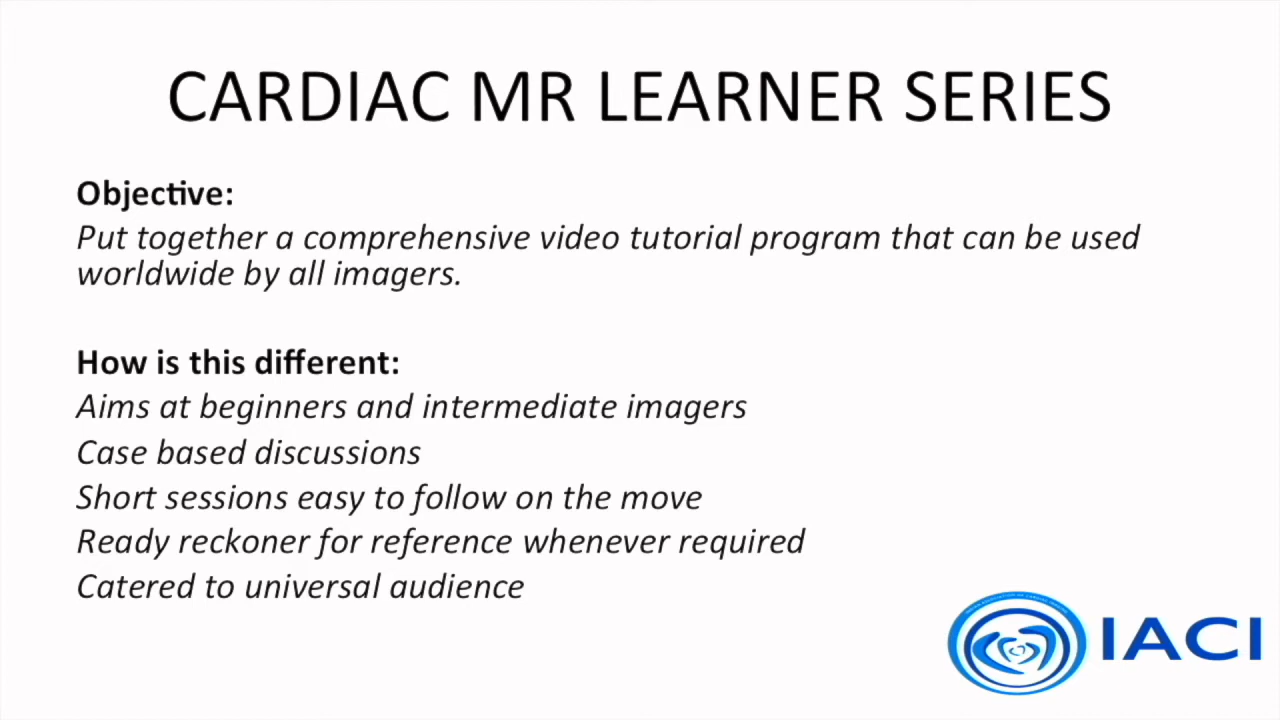 CARDIAC MR LEARNER SERIES
Objective:
Put together a comprehensive video tutorial program that can be used
worldwide by all imagers.
How is this different:
Aims at beginners and intermediate imagers
Case based discussions
Short sessions easy to follow on the move
Ready reckoner for reference whenever required
Catered to universal audience
IACI